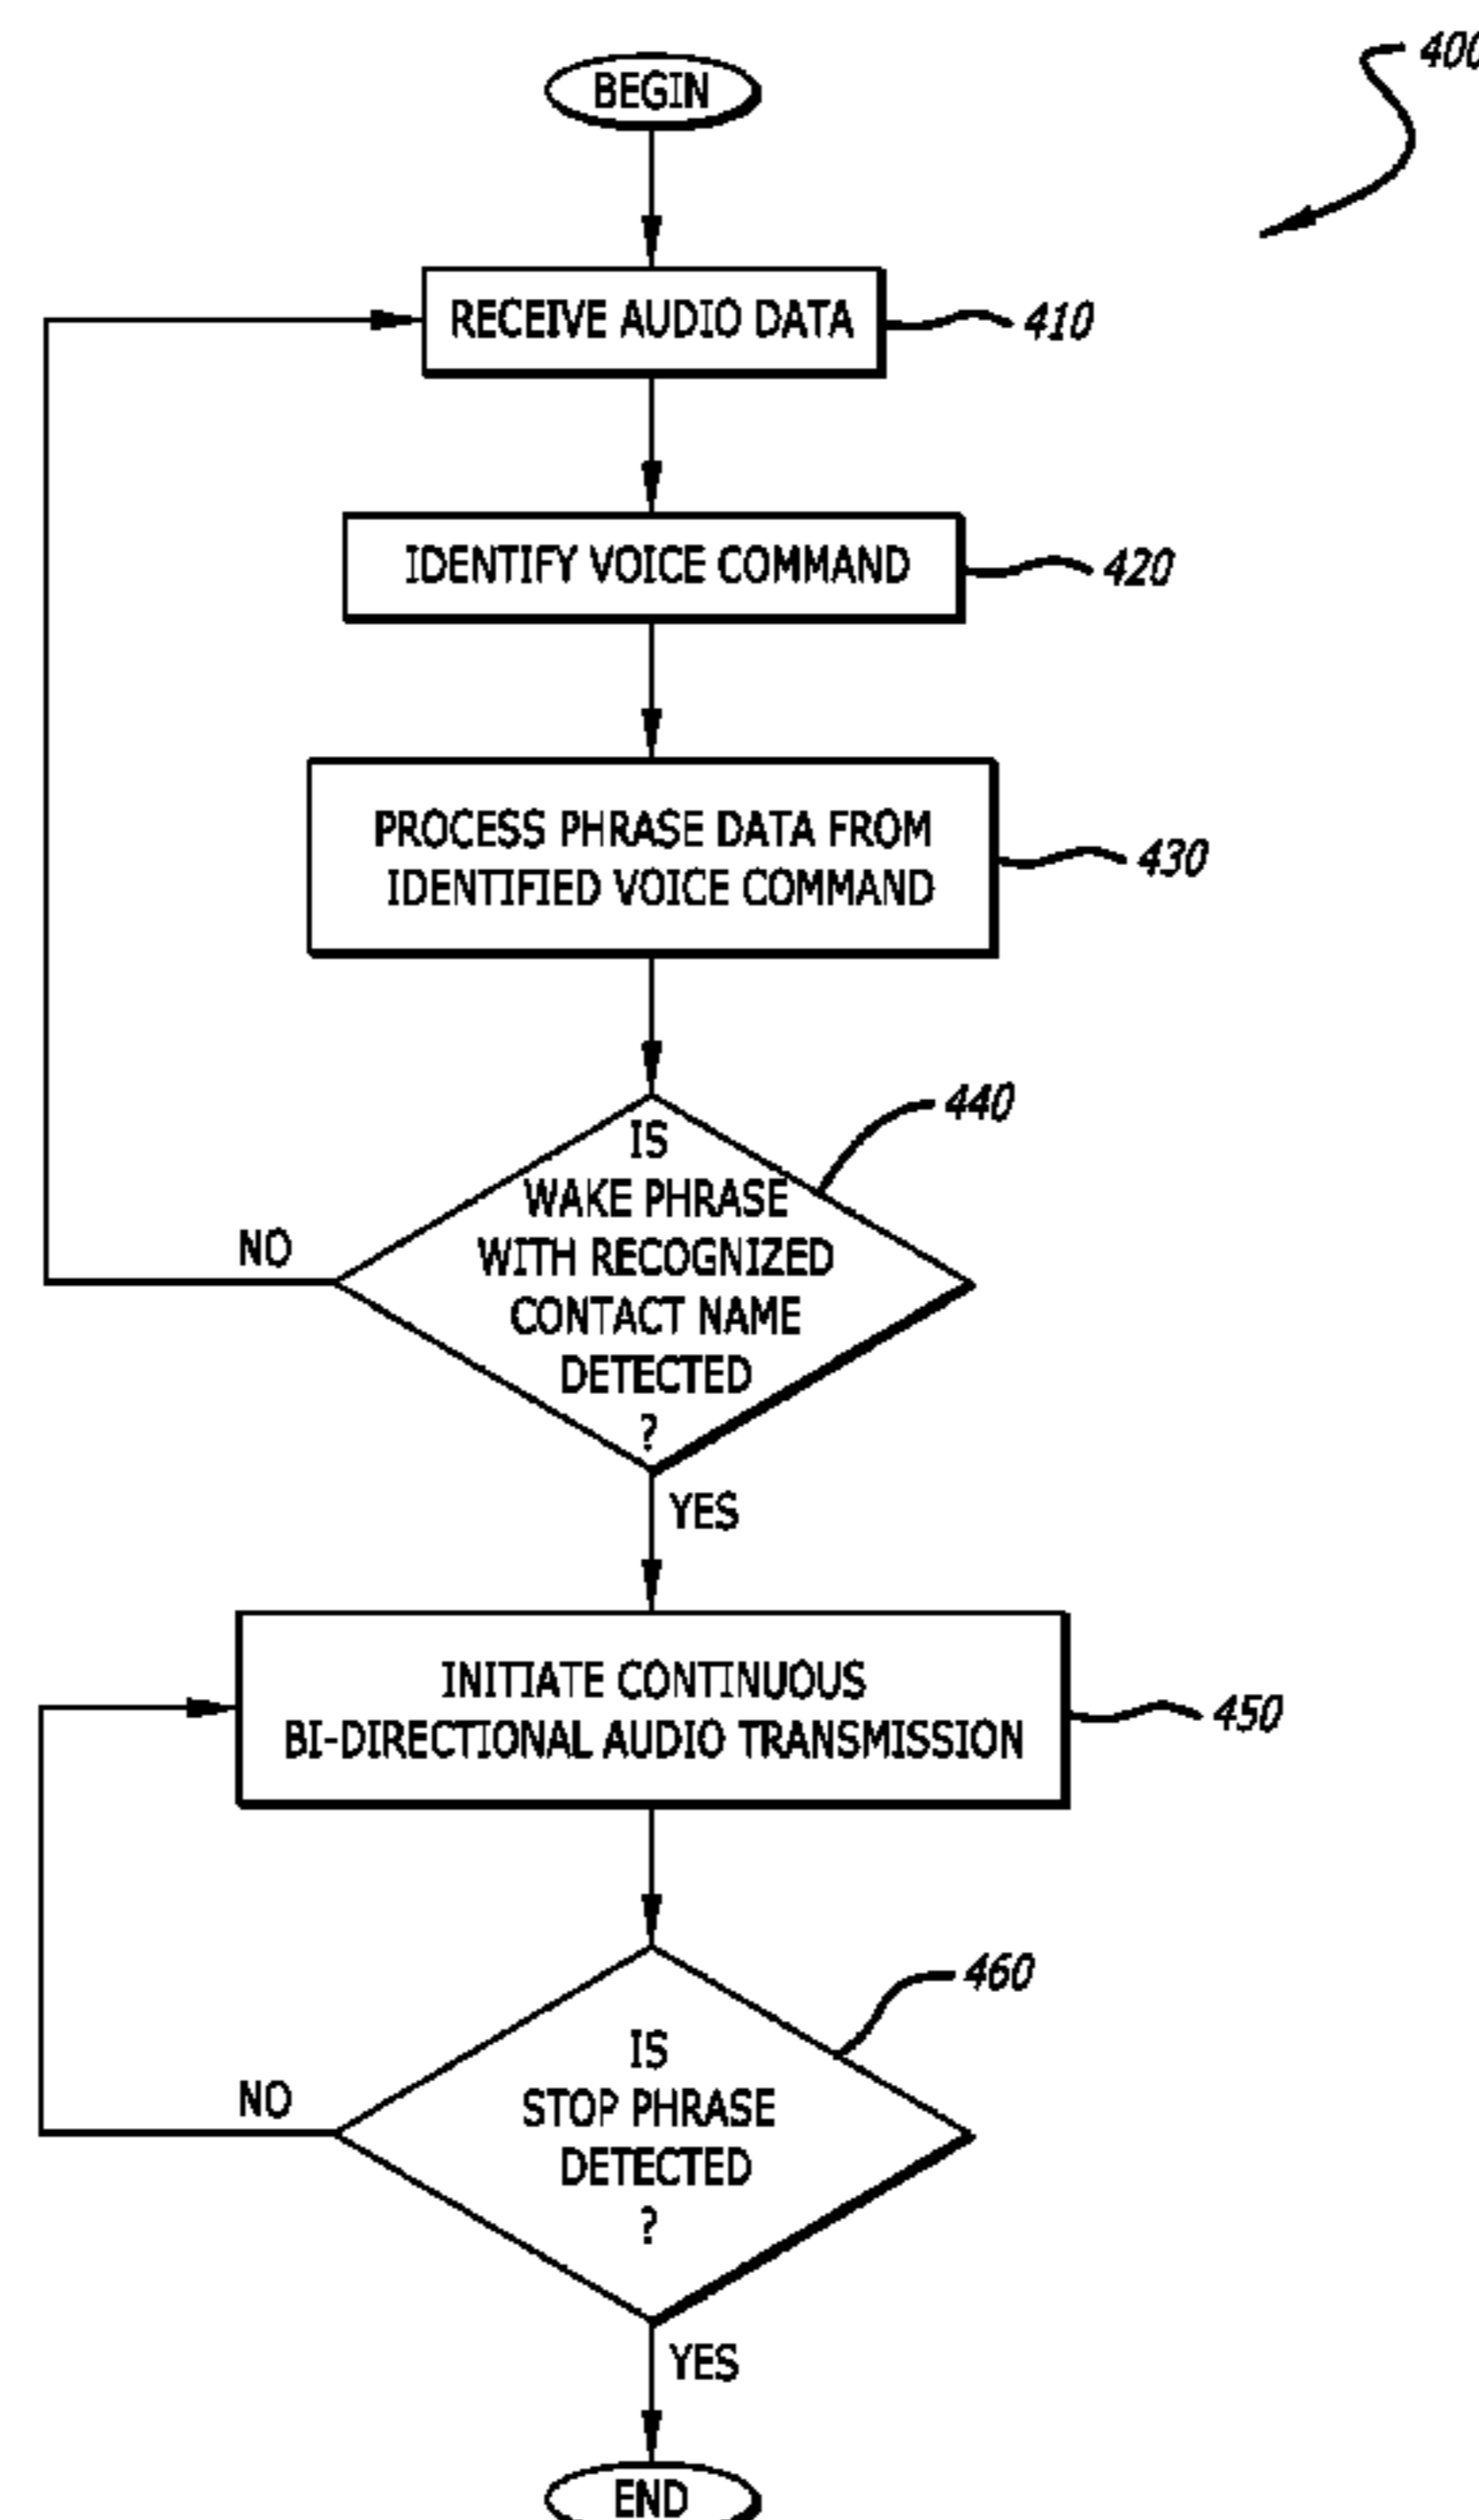 BEGIN
400
RECEIVE AUDIO DATA
410
IDENTIFY VOICE COMMAND
420
PROCESS PHRASE DATA FROM
IDENTIFIED VOICE COMMAND
430
440
IS
WAKE PHRASE
WITH RECOGNIZED
CONTACT NAME
DETECTED
?
NO
YES
INITIATE CONTINUOUS
BI-DIRECTIONAL AUDIO TRANSMISSION
450
460
IS
STOP PHRASE
DETECTED
?
NO
YES
END